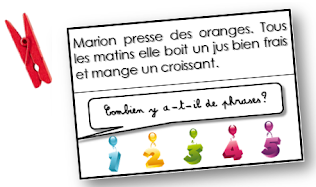 Marion presse des oranges. Tous
les matins elle boit un jus bien frais
et mange un croissant.
Combien y a-t-il de phrases?
1 2 3 4 5